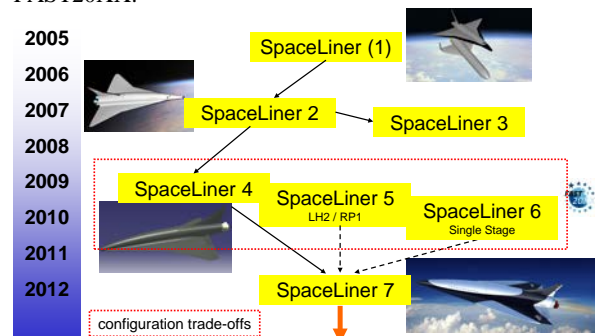 2005
SpaceLiner (1)
2006
2007
SpaceLiner 2
SpaceLiner 3
2008
2009
SpaceLiner 4
SpaceLiner 5
LH2 / RP1
2010
SpaceLiner 6
Single Stage
2011
2012
SpaceLiner 7
configuration trade-offs